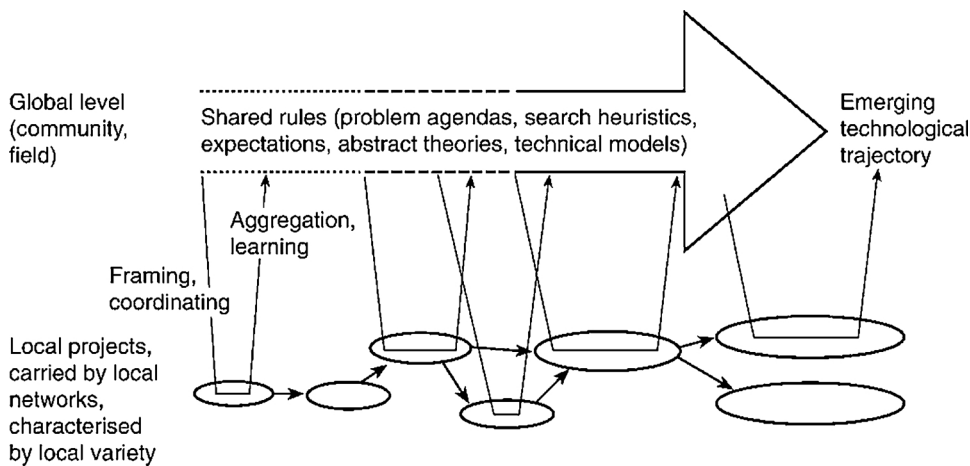 Global level
(community,
field)
Shared rules (problem agendas, search heuristics,
expectations, abstract theories, technical models)
Emerging
technological
trajectory
Aggregation,
learning
Framing,
coordinating
Local projects,
carried by local
networks,
characterised
by local variety